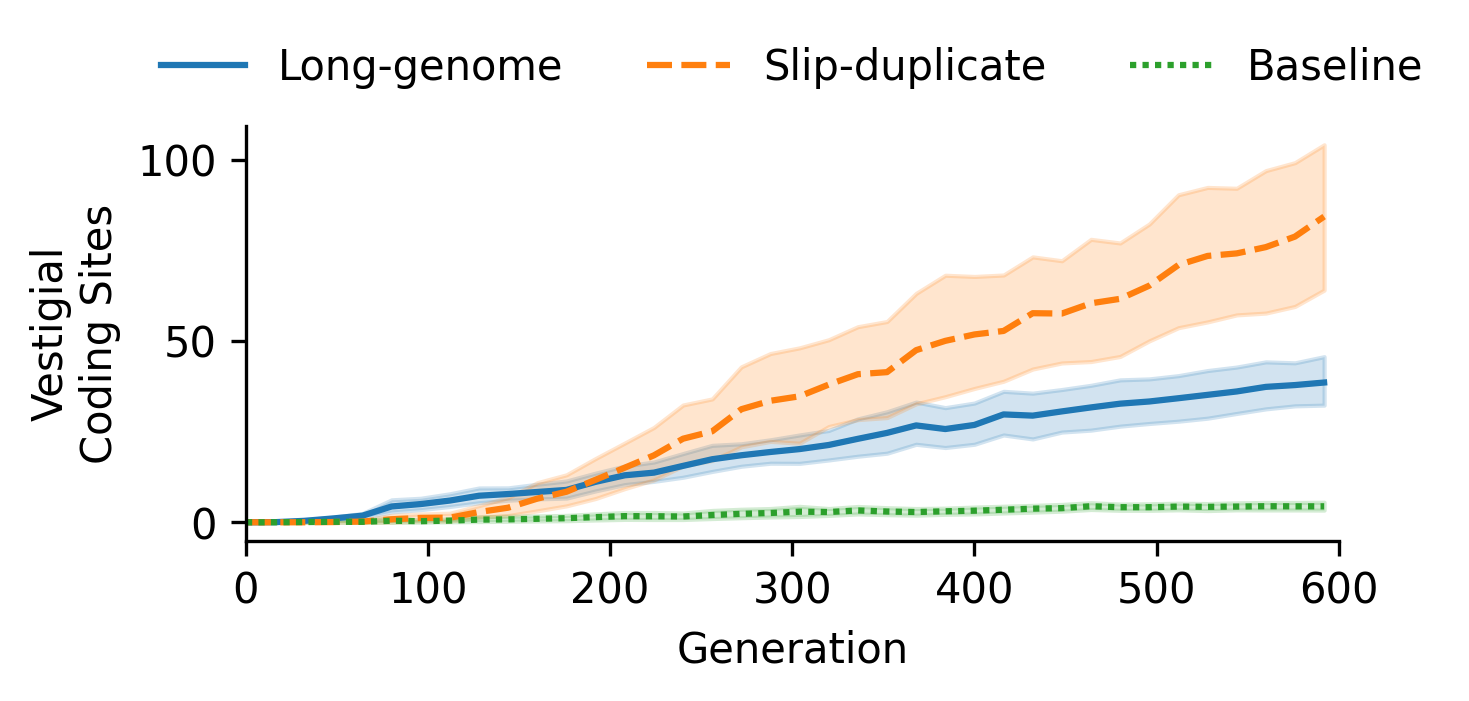 Long-genome Slip-duplicate Baseline
100
50
0
Vestigial
Coding Sites
0 100 200 300 400 500 600
Generation